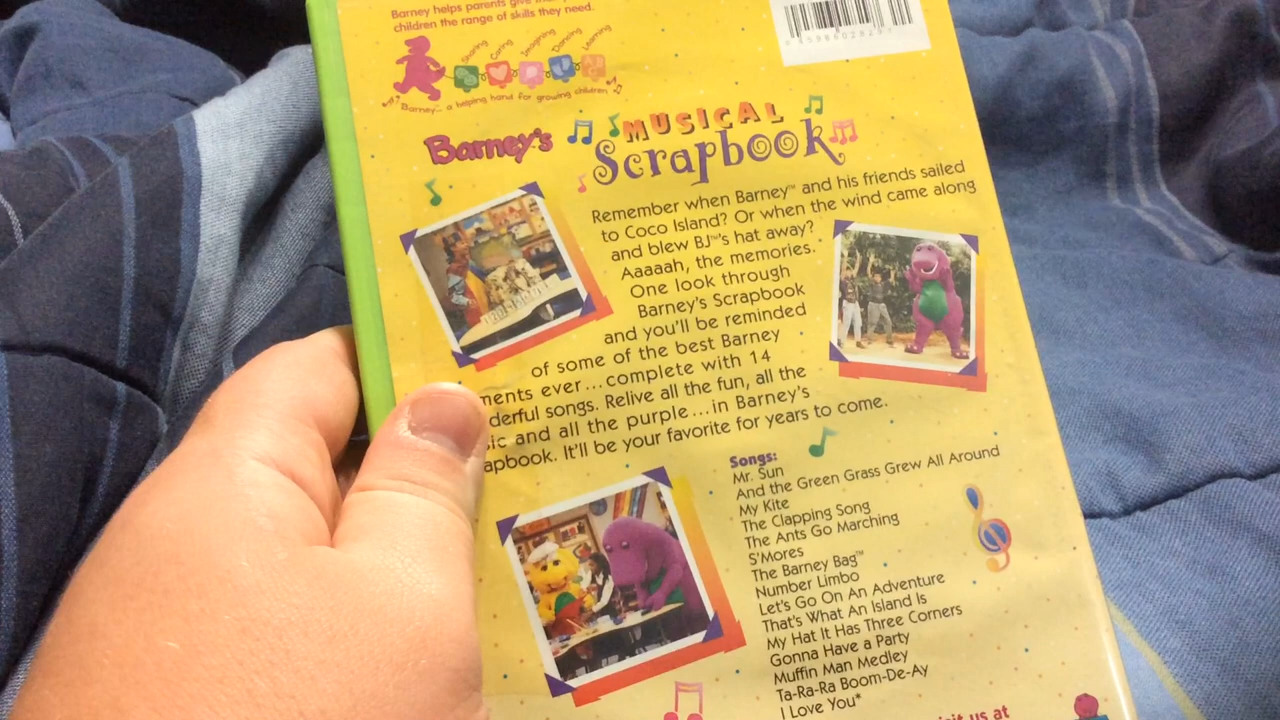 Barney helps parents give
children the range of skills they need.
Sharing Caring Imagining Dancing Learning
"Barney™ a helping hand for growing children"
Barney's MUSICAL
Scrapbook
Remember when Barney™ and his friends sailed
to Coco Island? Or when the wind came along
and blew BJ™'s hat away?
Aaaaah, the memories.
One look through
Barney's Scrapbook
and you'll be reminded
of some of the best Barney
ments ever...complete with 14
derful songs. Relive all the fun, all the
ic and all the purple...in Barney's
apbook. It'll be your favorite for years to come.
Songs:
Mr. Sun
And the Green Grass Grew All Around
My Kite
The Clapping Song
The Ants Go Marching
S'Mores
The Barney Bag™
Number Limbo
Let's Go On An Adventure
That's What An Island Is
My Hat It Has Three Corners
Gonna Have a Party
Muffin Man Medley
Ta-Ra-Ra Boom-De-Ay
I Love You*
us at